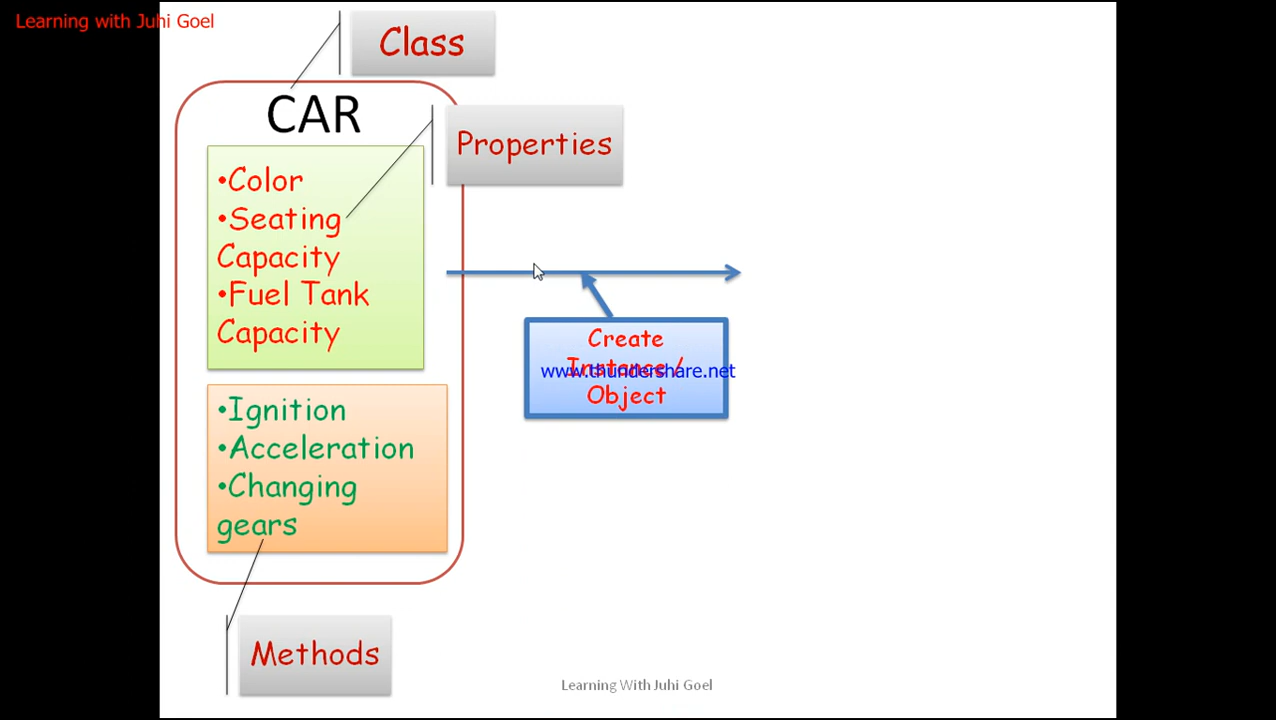 Learning with Juhi Goel
Class
CAR
Properties
•Color
•Seating
Capacity
•Fuel Tank
Capacity
Create
Instance /
www.thundershare.net
Object
•Ignition
•Acceleration
•Changing
gears
Methods
Learning With Juhi Goel